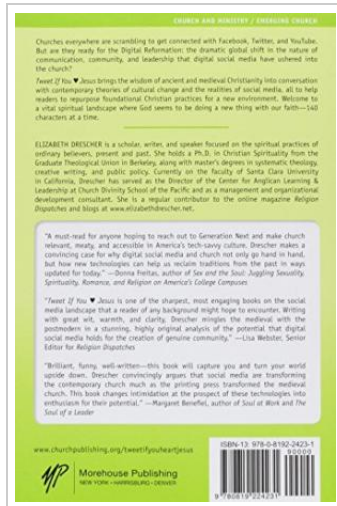 CHURCH AND MINISTRY / EMERGING CHURCH
Churches everywhere are scrambling to get connected with Facebook, Twitter, and YouTube.
But are they ready for the Digital Reformation: the dramatic global shift in the nature of
communication, community, and leadership that digital social media have ushered into
the church?
Tweet If You ♥ Jesus brings the wisdom of ancient and medieval Christianity into conversation
with contemporary theories of cultural change and the realities of social media, all to help
readers to repurpose foundational Christian practices for a new environment. Welcome to
a vital spiritual landscape where God seems to be doing a new thing with our faith—140
characters at a time.
ELIZABETH DRESCHER is a scholar, writer, and speaker focused on the spiritual practices of
ordinary believers, present and past. She holds a Ph.D. in Christian Spirituality from the
Graduate Theological Union in Berkeley, along with master's degrees in systematic theology,
creative writing, and public policy. Currently on the faculty of Santa Clara University
in California, Drescher has served as the Director of the Center for Anglican Learning &
Leadership at Church Divinity School of the Pacific and as a management and organizational
development consultant. She is a regular contributor to the online magazine Religion
Dispatches and blogs at www.elizabethdrescher.net.
"A must-read for anyone hoping to reach out to Generation Next and make church
relevant, meaty, and accessible in America's tech-savvy culture. Drescher makes a
convincing case for why digital social media and church not only go hand in hand,
but how new technologies can help us reclaim traditions from the past in ways
updated for today." —Donna Freitas, author of Sex and the Soul: Juggling Sexuality,
Spirituality, Romance, and Religion on America's College Campuses
"Tweet If You ♥ Jesus is one of the sharpest, most engaging books on the social
media landscape that a reader of any background might hope to encounter. Writing
with great wit, warmth, and clarity, Drescher mingles the medieval with the
postmodern in a stunning, highly original analysis of the potential that digital
social media holds for the creation of genuine community." —Lisa Webster, Senior
Editor for Religion Dispatches
"Brilliant, funny, well-written—this book will capture you and turn your world
upside down. Drescher convincingly argues that social media are transforming
the contemporary church much as the printing press transformed the medieval
church. This book changes intimidation at the prospect of these technologies into
enthusiasm for their potential." —Margaret Benefiel, author of Soul at Work and The
Soul of a Leader
www.churchpublishing.org/tweetifyouheartjesus
MP Morehouse Publishing
NEW YORK • HARRISBURG • DENVER
ISBN-13: 978-0-8192-2423-1
90000
9 780819 224231